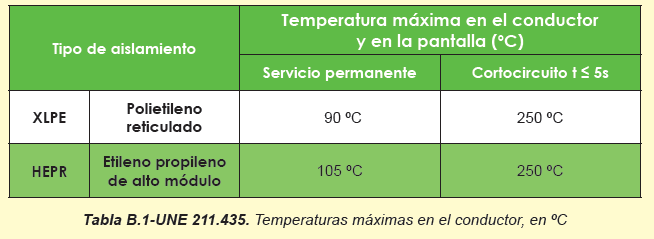 Tipo de aislamiento
Temperatura máxima en el conductor
y en la pantalla (ºC)
Servicio permanente
Cortocircuito t ≤ 5s
XLPE
Polietileno
reticulado
90 ºC
250 ºC
HEPR
Etileno propileno
de alto módulo
105 ºC
250 ºC
Tabla B.1-UNE 211.435. Temperaturas máximas en el conductor, en ºC